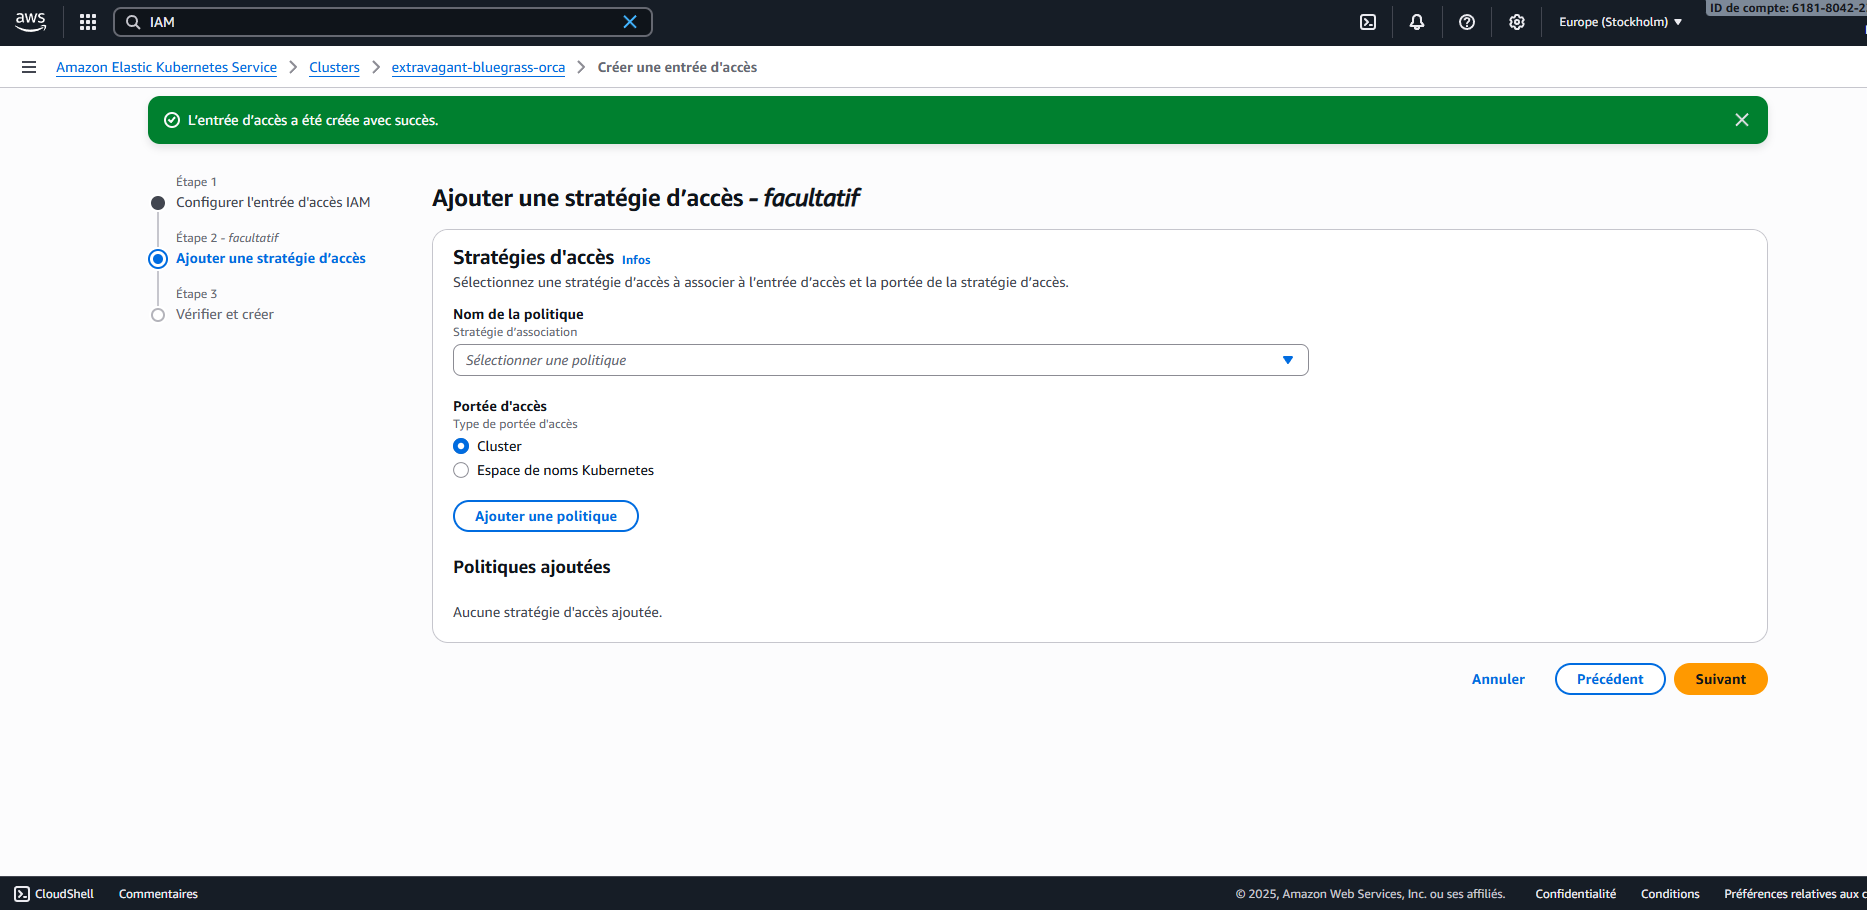 aws
IAM
Europe (Stockholm)
ID de compte: 6181-8042-2
Amazon Elastic Kubernetes Service
Clusters
extravagant-bluegrass-orca
Créer une entrée d'accès
L’entrée d’accès a été créée avec succès.
Étape 1
Configurer l'entrée d'accès IAM
Étape 2 - facultatif
Ajouter une stratégie d’accès
Étape 3
Vérifier et créer
Ajouter une stratégie d’accès - facultatif
Stratégies d'accès Infos
Sélectionnez une stratégie d’accès à associer à l’entrée d’accès et la portée de la stratégie d’accès.
Nom de la politique
Stratégie d’association
Sélectionner une politique
Portée d'accès
Type de portée d'accès
Cluster
Espace de noms Kubernetes
Ajouter une politique
Politiques ajoutées
Aucune stratégie d'accès ajoutée.
Annuler
Précédent
Suivant
CloudShell
Commentaires
© 2025, Amazon Web Services, Inc. ou ses affiliés.
Confidentialité
Conditions
Préférences relatives aux c